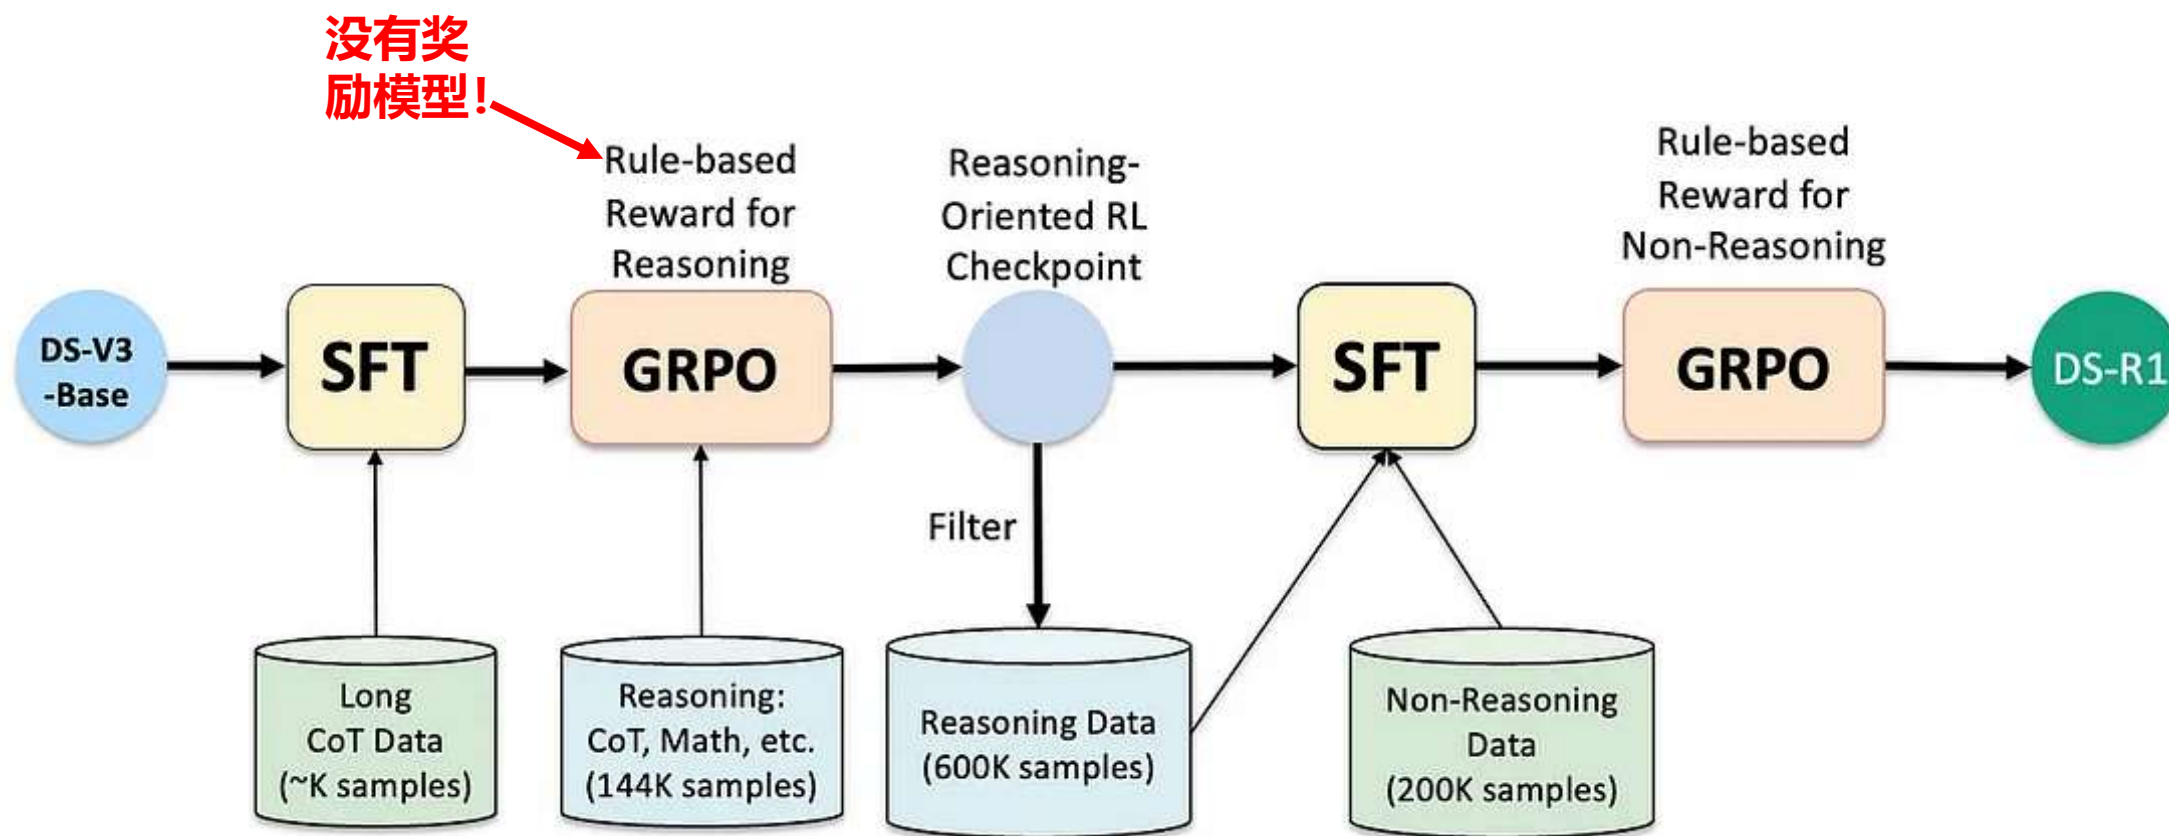 没有奖
励模型！
Rule-based
Reward for
Reasoning
Reasoning-
Oriented RL
Checkpoint
Rule-based
Reward for
Non-Reasoning
DS-V3
-Base
SFT
GRPO
SFT
GRPO
DS-R1
Filter
Long
CoT Data
(~K samples)
Reasoning:
CoT, Math, etc.
(144K samples)
Reasoning Data
(600K samples)
Non-Reasoning
Data
(200K samples)